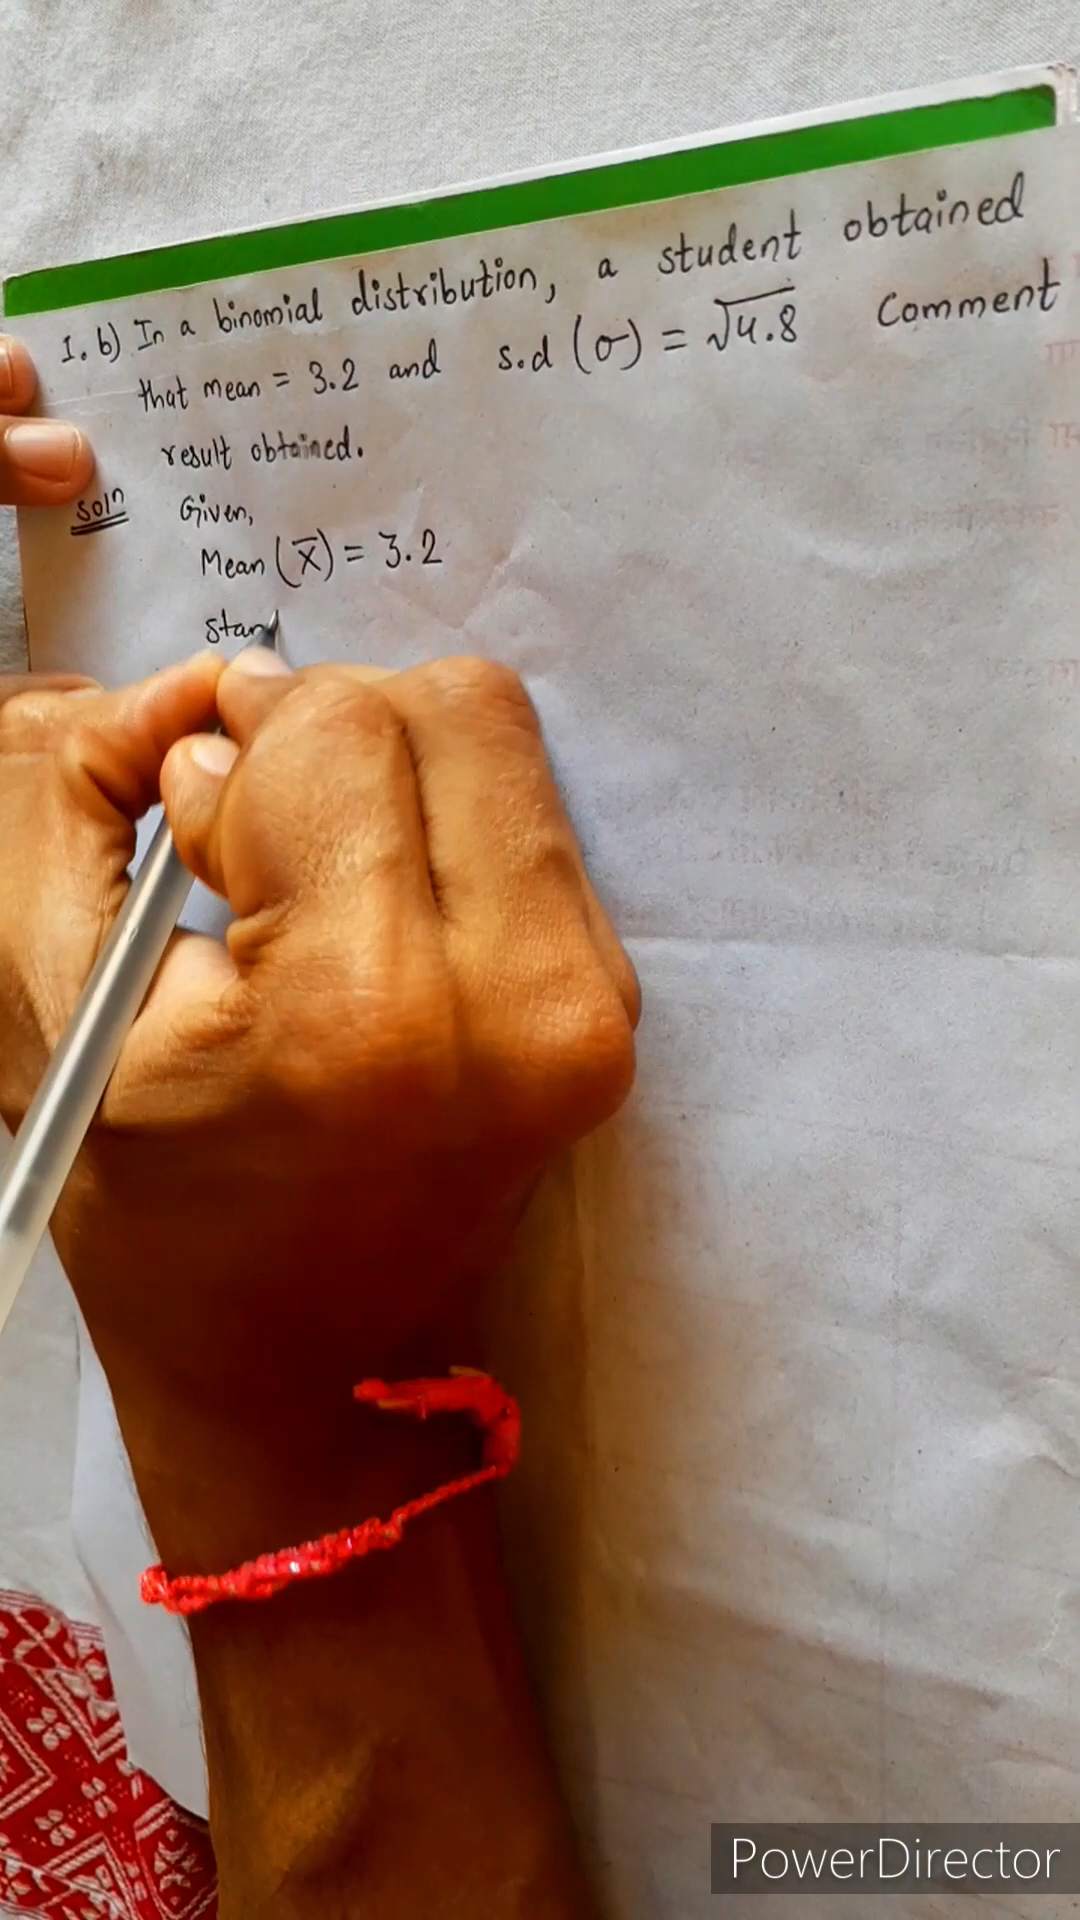 1. b) In a binomial distribution, a student obtained
that mean = 3.2 and s.d (σ) = √4.8 Comment
result obtained.
Soln Given,
Mean (x̄) = 3.2
stan
PowerDirector